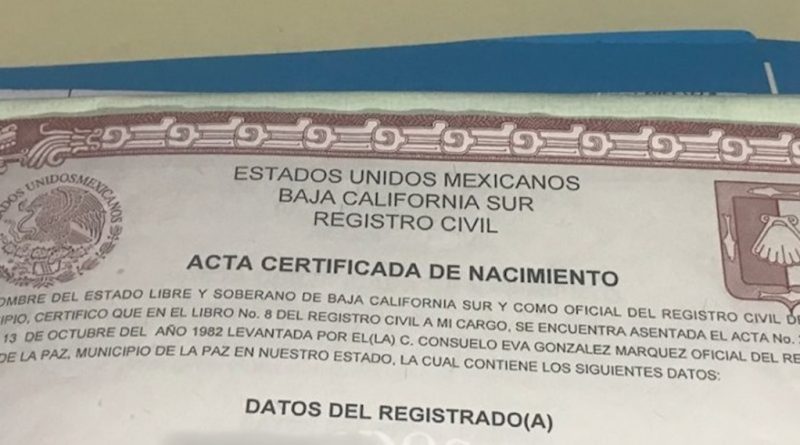 ESTADOS UNIDOS MEXICANOS
BAJA CALIFORNIA SUR
REGISTRO CIVIL
UNIDOS MEXICANOS
ACTA CERTIFICADA DE NACIMIENTO
OMBRE DEL ESTADO LIBRE Y SOBERANO DE BAJA CALIFORNIA SUR Y COMO OFICIAL DEL REGISTRO CIVIL DE
IPIO, CERTIFICO QUE EN EL LIBRO No. 8 DEL REGISTRO CIVIL A MI CARGO, SE ENCUENTRA ASENTADA EL ACTA No.
13 DE OCTUBRE DEL AÑO 1982 LEVANTADA POR EL(LA) C. CONSUELO EVA GONZALEZ MARQUEZ OFICIAL DEL RE
DE LA PAZ, MUNICIPIO DE LA PAZ EN NUESTRO ESTADO, LA CUAL CONTIENE LOS SIGUIENTES DATOS:
DATOS DEL REGISTRADO(A)